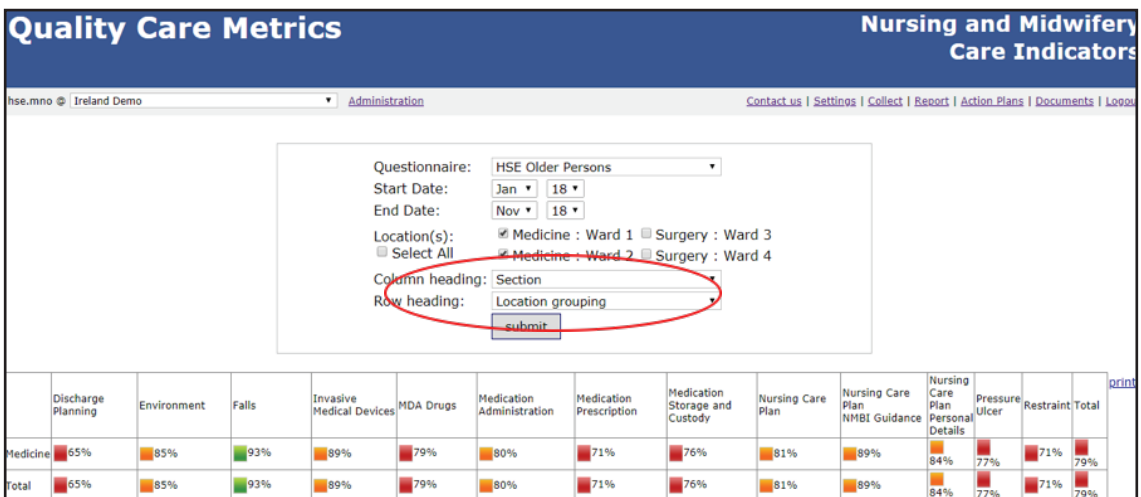 Quality Care Metrics
Nursing and Midwifery
Care Indicators
hse.mno @ Ireland Demo Administration Contact us | Settings | Collect | Report | Action Plans | Documents | Logou
Questionnaire: HSE Older Persons
Start Date: Jan 18
End Date: Nov 18
Location(s): Medicine : Ward 1 Surgery : Ward 3
Select All Medicine : Ward 2 Surgery : Ward 4
Column heading: Section
Row heading: Location grouping
submit
print
Discharge Planning Environment Falls Invasive Medical Devices MDA Drugs Medication Administration Medication Prescription Medication Storage and Custody Nursing Care Plan Nursing Care Plan NMBI Guidance Nursing Care Plan Personal Details Pressure Ulcer Restraint Total
Medicine 65% 85% 93% 89% 79% 80% 71% 76% 81% 89% 84% 77% 71% 79%
Total 65% 85% 93% 89% 79% 80% 71% 76% 81% 89% 84% 77% 71% 79%